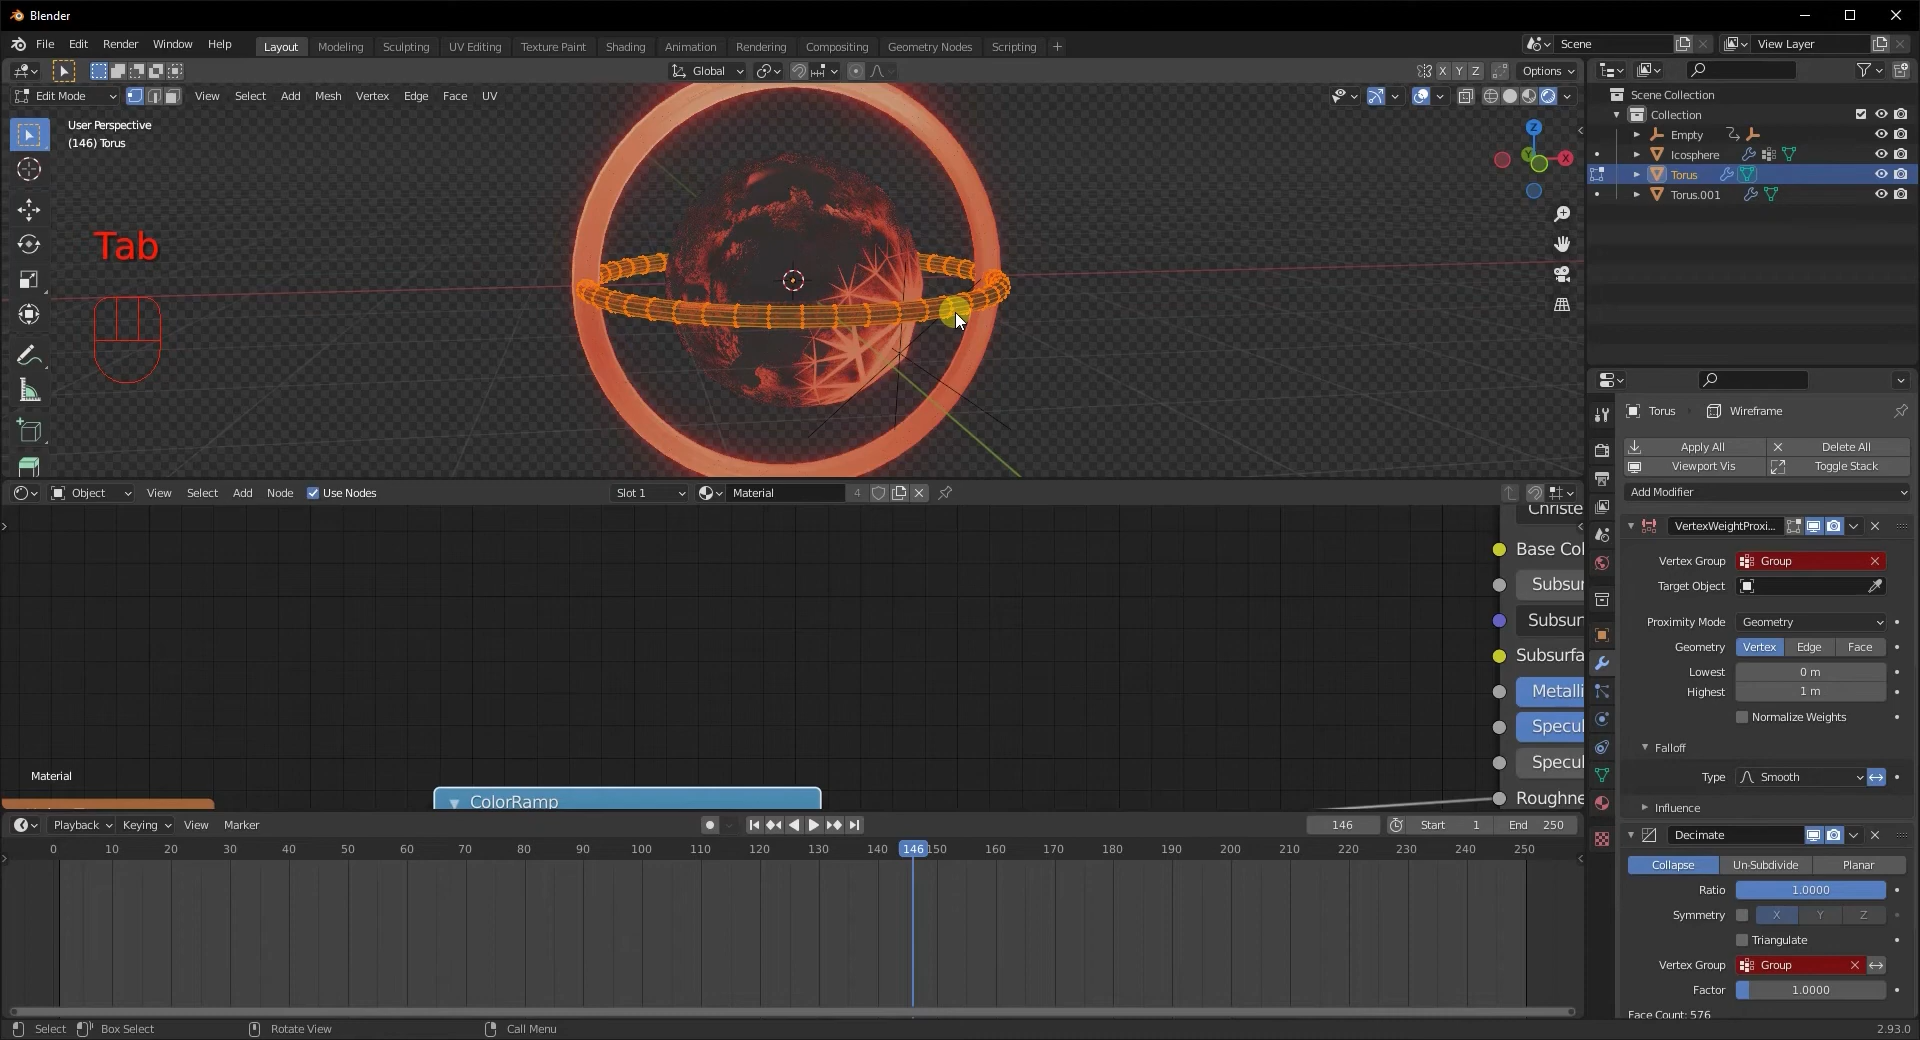 Blender
File Edit Render Window Help
Layout Modeling Sculpting UV Editing Texture Paint Shading Animation Rendering Compositing Geometry Nodes Scripting +
Scene
View Layer
Global
X Y Z
Options
Edit Mode View Select Add Mesh Vertex Edge Face UV
User Perspective
(146) Torus
Tab
Z
X
Scene Collection
Collection
Empty
Icosphere
Torus
Torus.001
Torus Wireframe
Apply All Delete All
Viewport Vis Toggle Stack
Add Modifier
VertexWeightProxi...
Vertex Group Group
Target Object
Proximity Mode Geometry
Geometry Vertex Edge Face
Lowest 0 m
Highest 1 m
Normalize Weights
Falloff
Type Smooth
Influence
Decimate
Collapse Un-Subdivide Planar
Ratio 1.0000
Symmetry X Y Z
Triangulate
Vertex Group Group
Factor 1.0000
Face Count: 576
Object View Select Add Node Use Nodes Slot 1 Material 4
Christe
Base Col
Subsur
Subsur
Subsurfa
Metalli
Specul
Specul
Roughne
Material
ColorRamp
Playback Keying View Marker
146 Start 1 End 250
0 10 20 30 40 50 60 70 80 90 100 110 120 130 140 146 150 160 170 180 190 200 210 220 230 240 250
Select Box Select Rotate View Call Menu
2.93.0